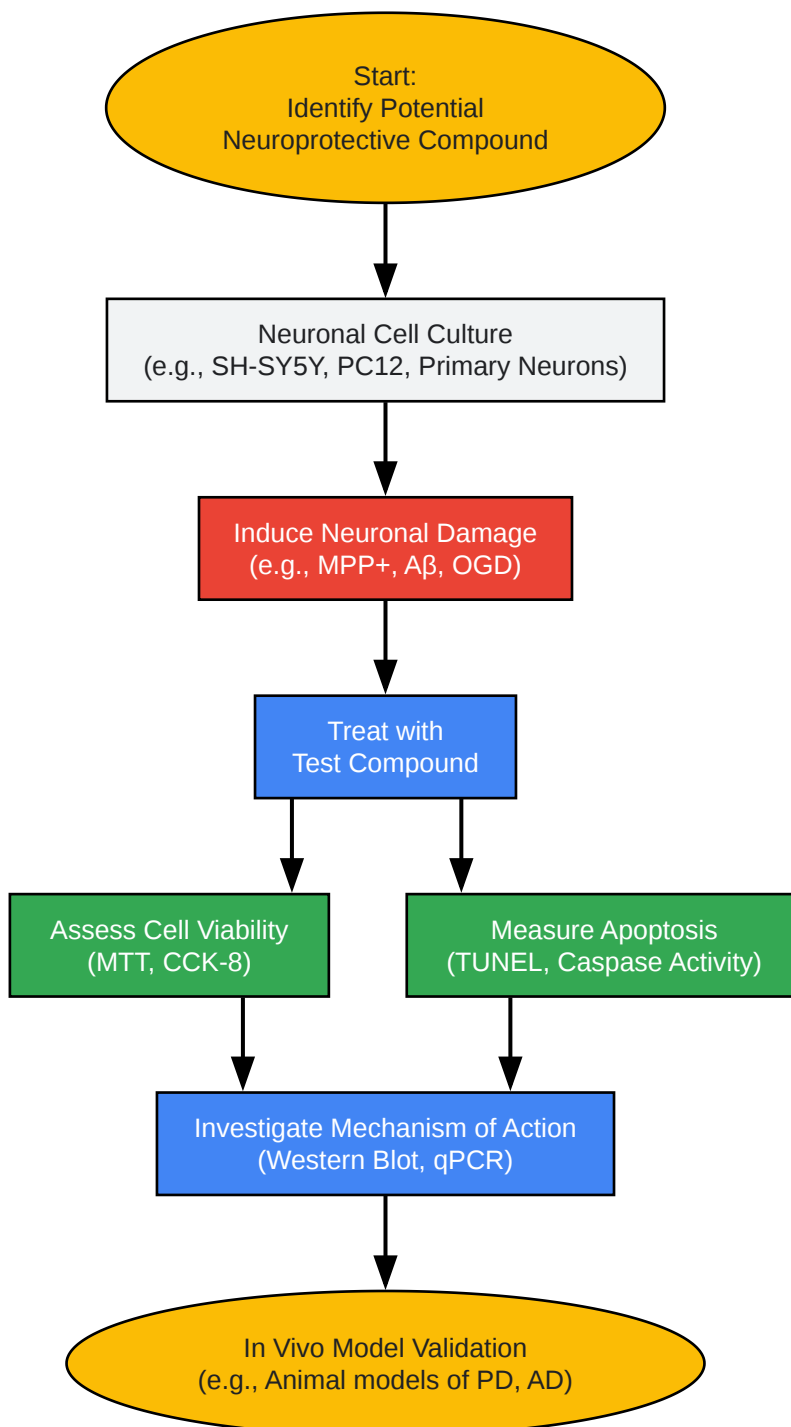 Start:
Identify Potential
Neuroprotective Compound
Neuronal Cell Culture
(e.g., SH-SY5Y, PC12, Primary Neurons)
Induce Neuronal Damage
(e.g., MPP+, Aβ, OGD)
Treat with
Test Compound
Assess Cell Viability
(MTT, CCK-8)
Measure Apoptosis
(TUNEL, Caspase Activity)
Investigate Mechanism of Action
(Western Blot, qPCR)
In Vivo Model Validation
(e.g., Animal models of PD, AD)